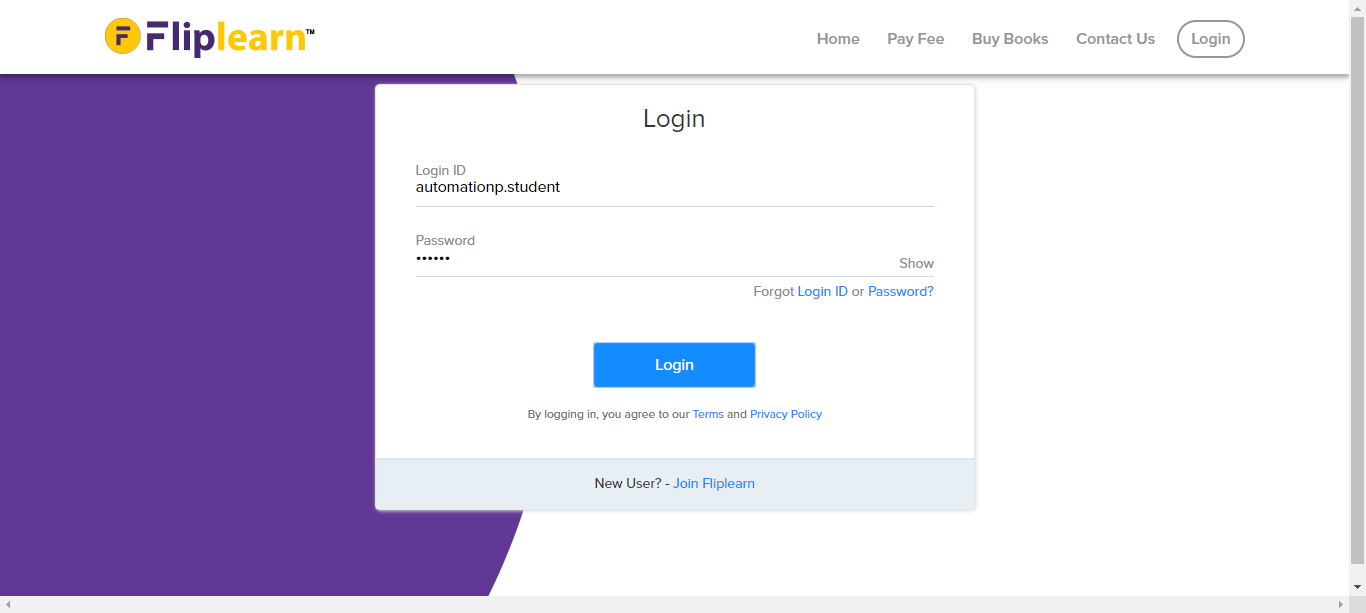 F Fliplearn™
Home Pay Fee Buy Books Contact Us Login
Login
Login ID
automationp.student
Password
••••••
Show
Forgot Login ID or Password?
Login
By logging in, you agree to our Terms and Privacy Policy
New User? - Join Fliplearn